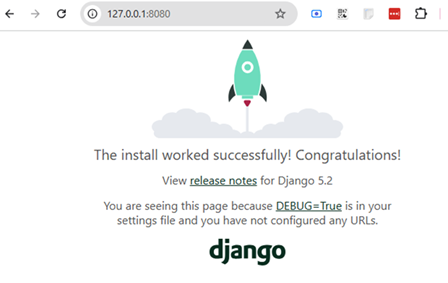 127.0.0.1:8080
The install worked successfully! Congratulations!
View release notes for Django 5.2
You are seeing this page because DEBUG=True is in your
settings file and you have not configured any URLs.
django